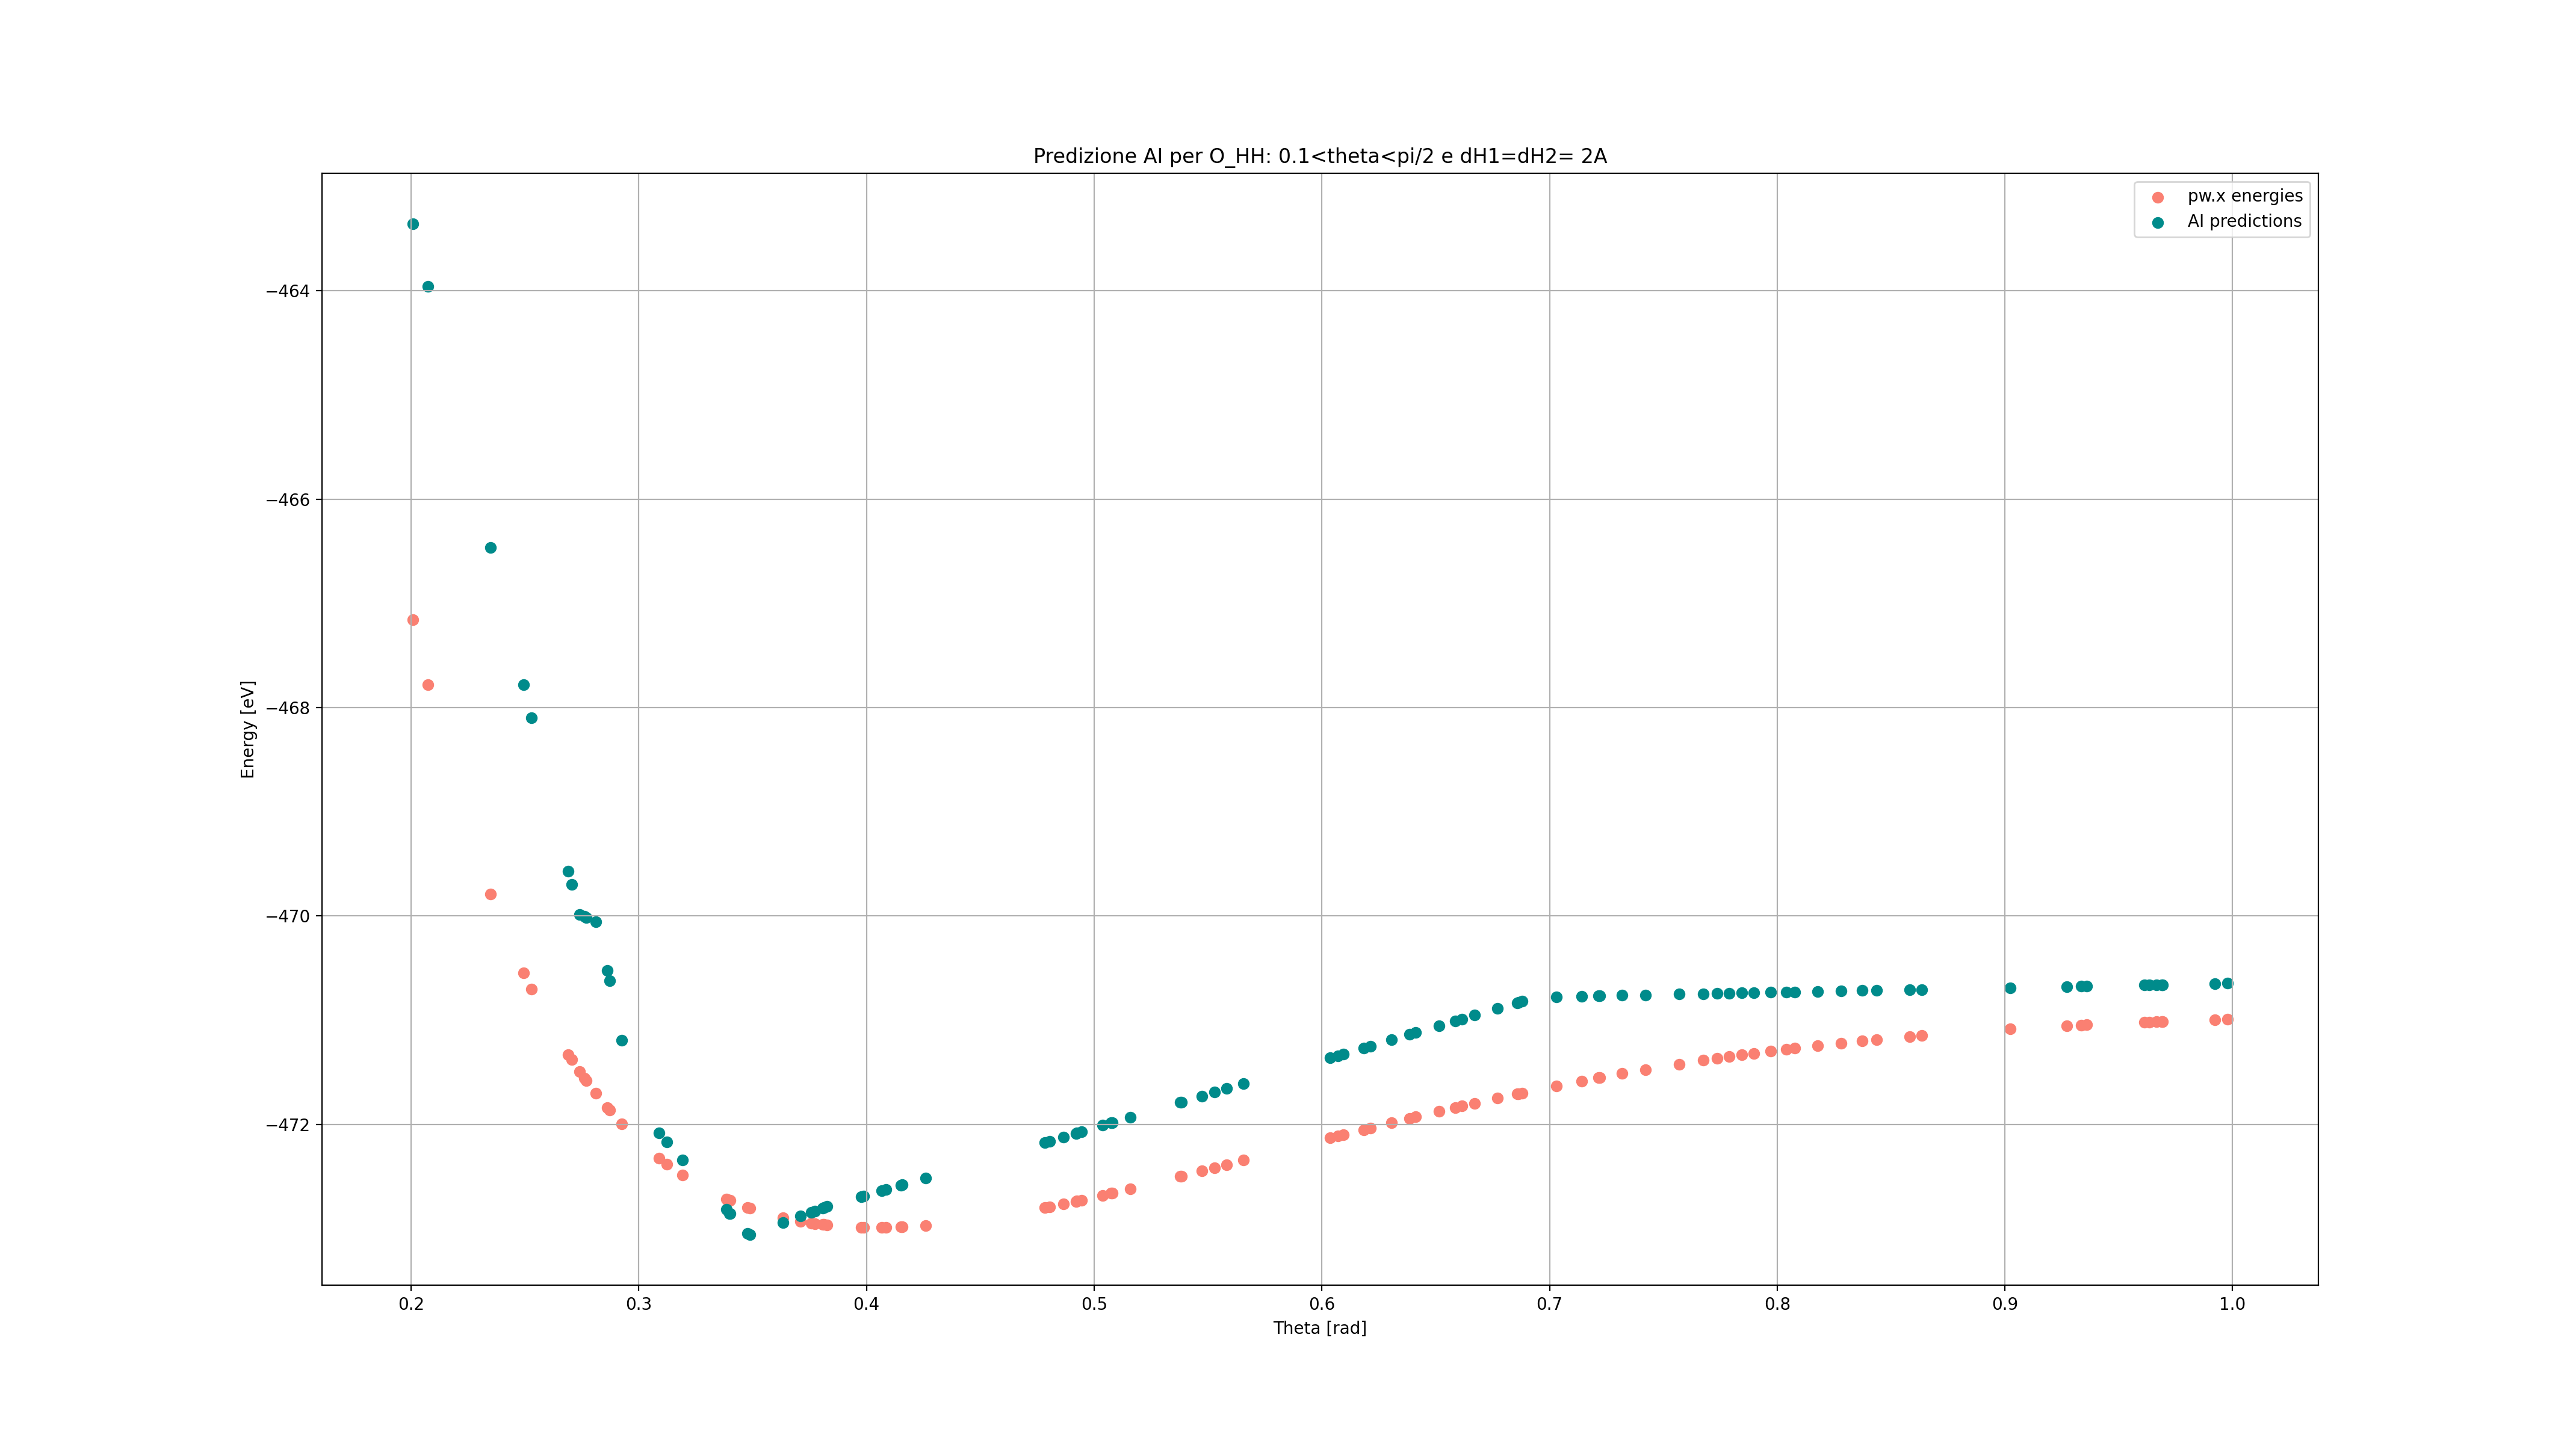 Predizione AI per O_HH: 0.1<theta<pi/2 e dH1=dH2= 2A
pw.x energies
AI predictions
−464
−466
−468
−470
−472
Energy [eV]
0.2 0.3 0.4 0.5 0.6 0.7 0.8 0.9 1.0
Theta [rad]